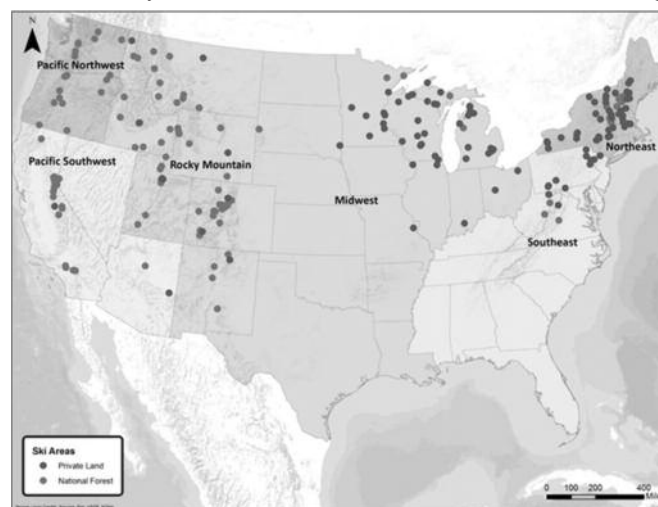 N
Pacific Northwest
Pacific Southwest
Rocky Mountain
Midwest
Northeast
Southeast
Ski Areas
Private Land
National Forest
0 100 200 400